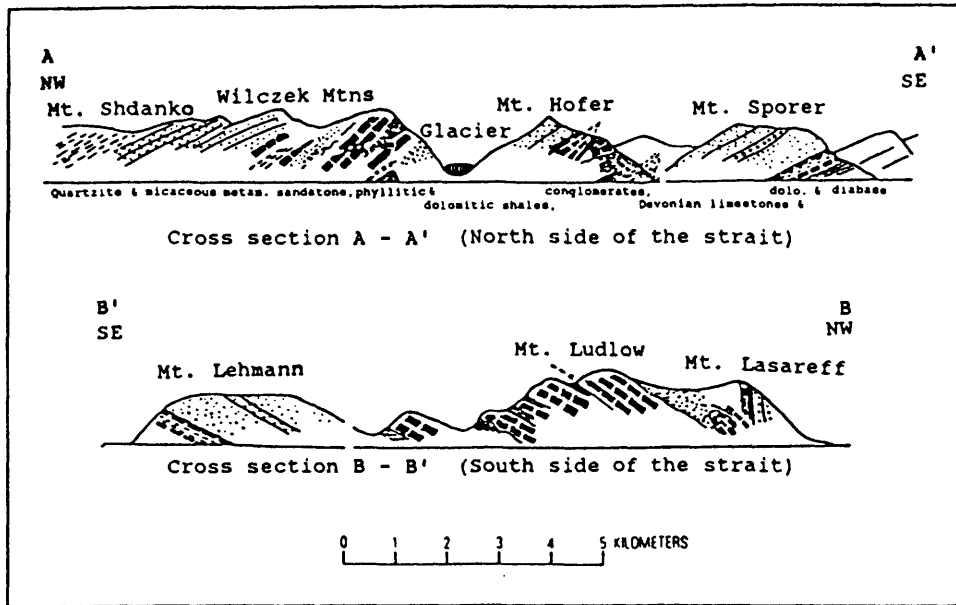 A
A'
NW
SE
Mt. Shdanko
Wilczek Mtns
Mt. Hofer
Mt. Sporer
Glacier
Quartzite & micaceous metam. sandstone, phyllitic &
dolomitic shales,
conglomerates,
Devonian limestones &
dolo. & diabase
Cross section A - A' (North side of the strait)
B'
B
SE
NW
Mt. Lehmann
Mt. Ludlow
Mt. Lasareff
Cross section B - B' (South side of the strait)
0 1 2 3 4 5 KILOMETERS